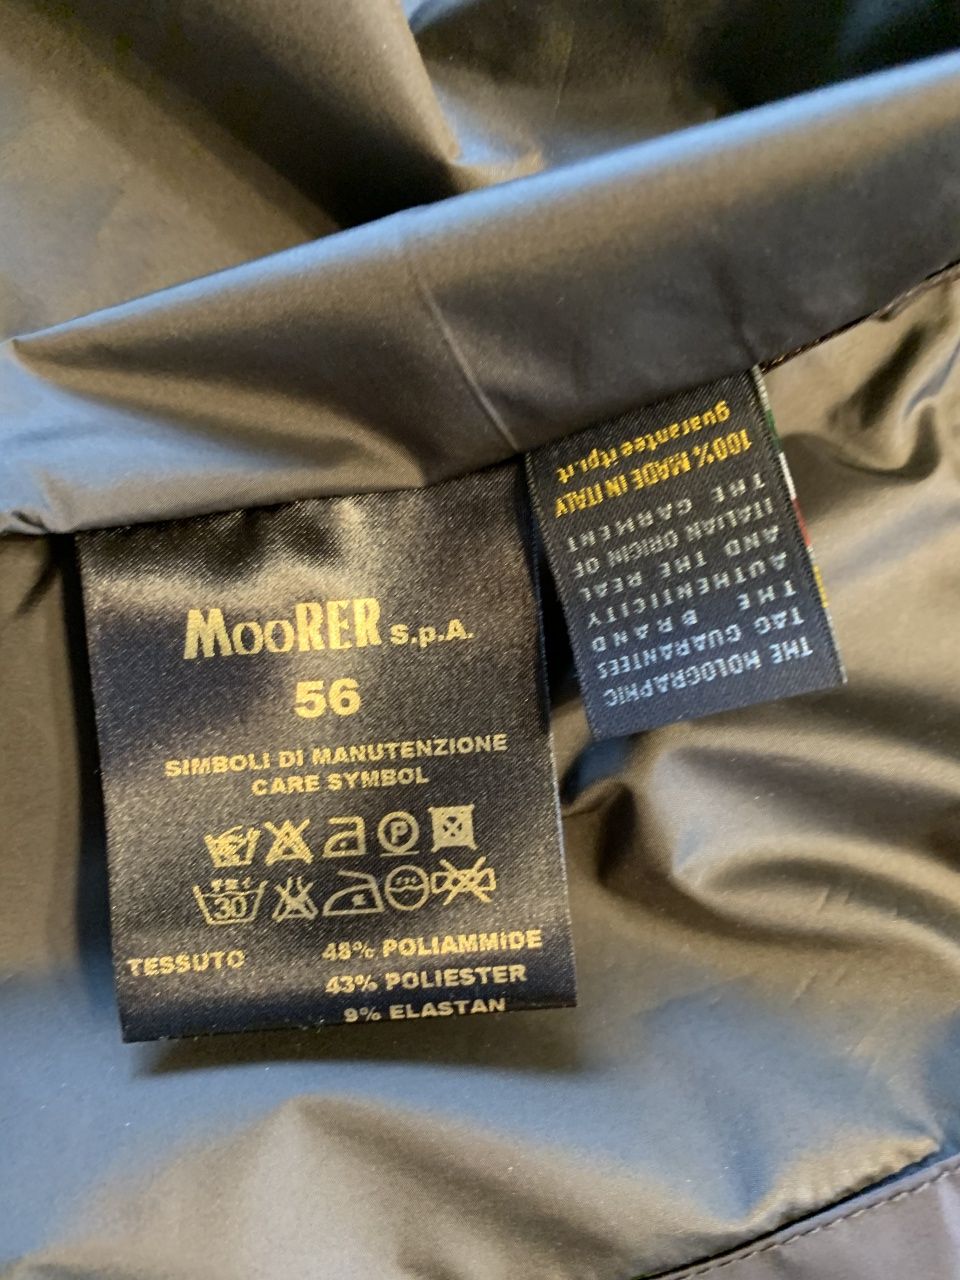 MooRER S.p.A.
56
SIMBOLI DI MANUTENZIONE
CARE SYMBOL
P
30
TESSUTO 48% POLIAMMIDE
43% POLIESTER
9% ELASTAN
THE HOLOGRAPHIC
TAG GUARANTEES
THE BRAND
AUTHENTICITY
AND THE REAL
ITALIAN ORIGIN OF
THE GARMENT
100% MADE IN ITALY
guarantee itpi.it